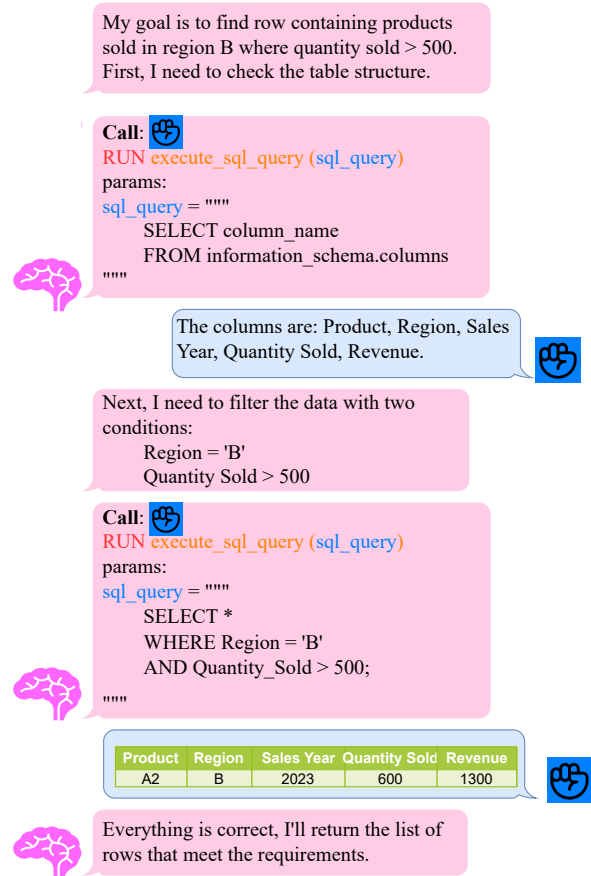 My goal is to find row containing products
sold in region B where quantity sold > 500.
First, I need to check the table structure.
Call:
RUN execute_sql_query (sql_query)
params:
sql_query = """
SELECT column_name
FROM information_schema.columns
"""
The columns are: Product, Region, Sales
Year, Quantity Sold, Revenue.
Next, I need to filter the data with two
conditions:
Region = 'B'
Quantity Sold > 500
Call:
RUN execute_sql_query (sql_query)
params:
sql_query = """
SELECT *
WHERE Region = 'B'
AND Quantity_Sold > 500;
"""
Product Region Sales Year Quantity Sold Revenue
A2 B 2023 600 1300
Everything is correct, I'll return the list of
rows that meet the requirements.